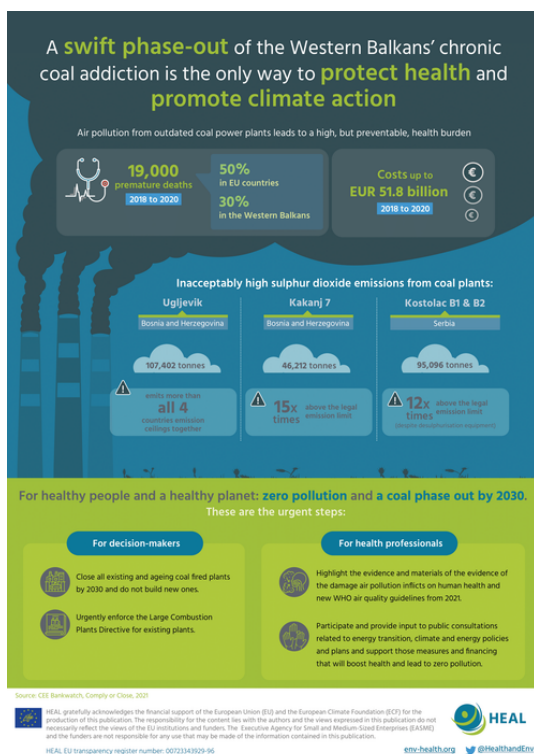 A swift phase-out of the Western Balkans’ chronic
coal addiction is the only way to protect health and
promote climate action
Air pollution from outdated coal power plants leads to a high, but preventable, health burden
19,000
premature deaths
2018 to 2020
50%
in EU countries
30%
in the Western Balkans
Costs up to
EUR 51.8 billion
2018 to 2020
€
€
€
Inacceptably high sulphur dioxide emissions from coal plants:
Ugljevik
Bosnia and Herzegovina
107,402 tonnes
emits more than
all 4
countries emission
ceilings together
Kakanj 7
Bosnia and Herzegovina
46,212 tonnes
15x
times
above the legal
emission limit
Kostolac B1 & B2
Serbia
95,096 tonnes
12x
times
above the legal
emission limit
(despite desulphurisation equipment)
For healthy people and a healthy planet: zero pollution and a coal phase out by 2030.
These are the urgent steps:
For decision-makers
Close all existing and ageing coal fired plants
by 2030 and do not build new ones.
Urgently enforce the Large Combustion
Plants Directive for existing plants.
For health professionals
Highlight the evidence and materials of the evidence of
the damage air pollution inflicts on human health and
new WHO air quality guidelines from 2021.
Participate and provide input to public consultations
related to energy transition, climate and energy policies
and plans and support those measures and financing
that will boost health and lead to zero pollution.
Source: CEE Bankwatch, Comply or Close, 2021
HEAL gratefully acknowledges the financial support of the European Union (EU) and the European Climate Foundation (ECF) for the
production of this publication. The responsibility for the content lies with the authors and the views expressed in this publication do not
necessarily reflect the views of the EU institutions and funders. The Executive Agency for Small and Medium-Sized Enterprises (EASME)
and the funders are not responsible for any use that may be made of the information contained in this publication.
HEAL EU transparency register number: 00723343929-96
HEAL
env-health.org
@HealthandEnv